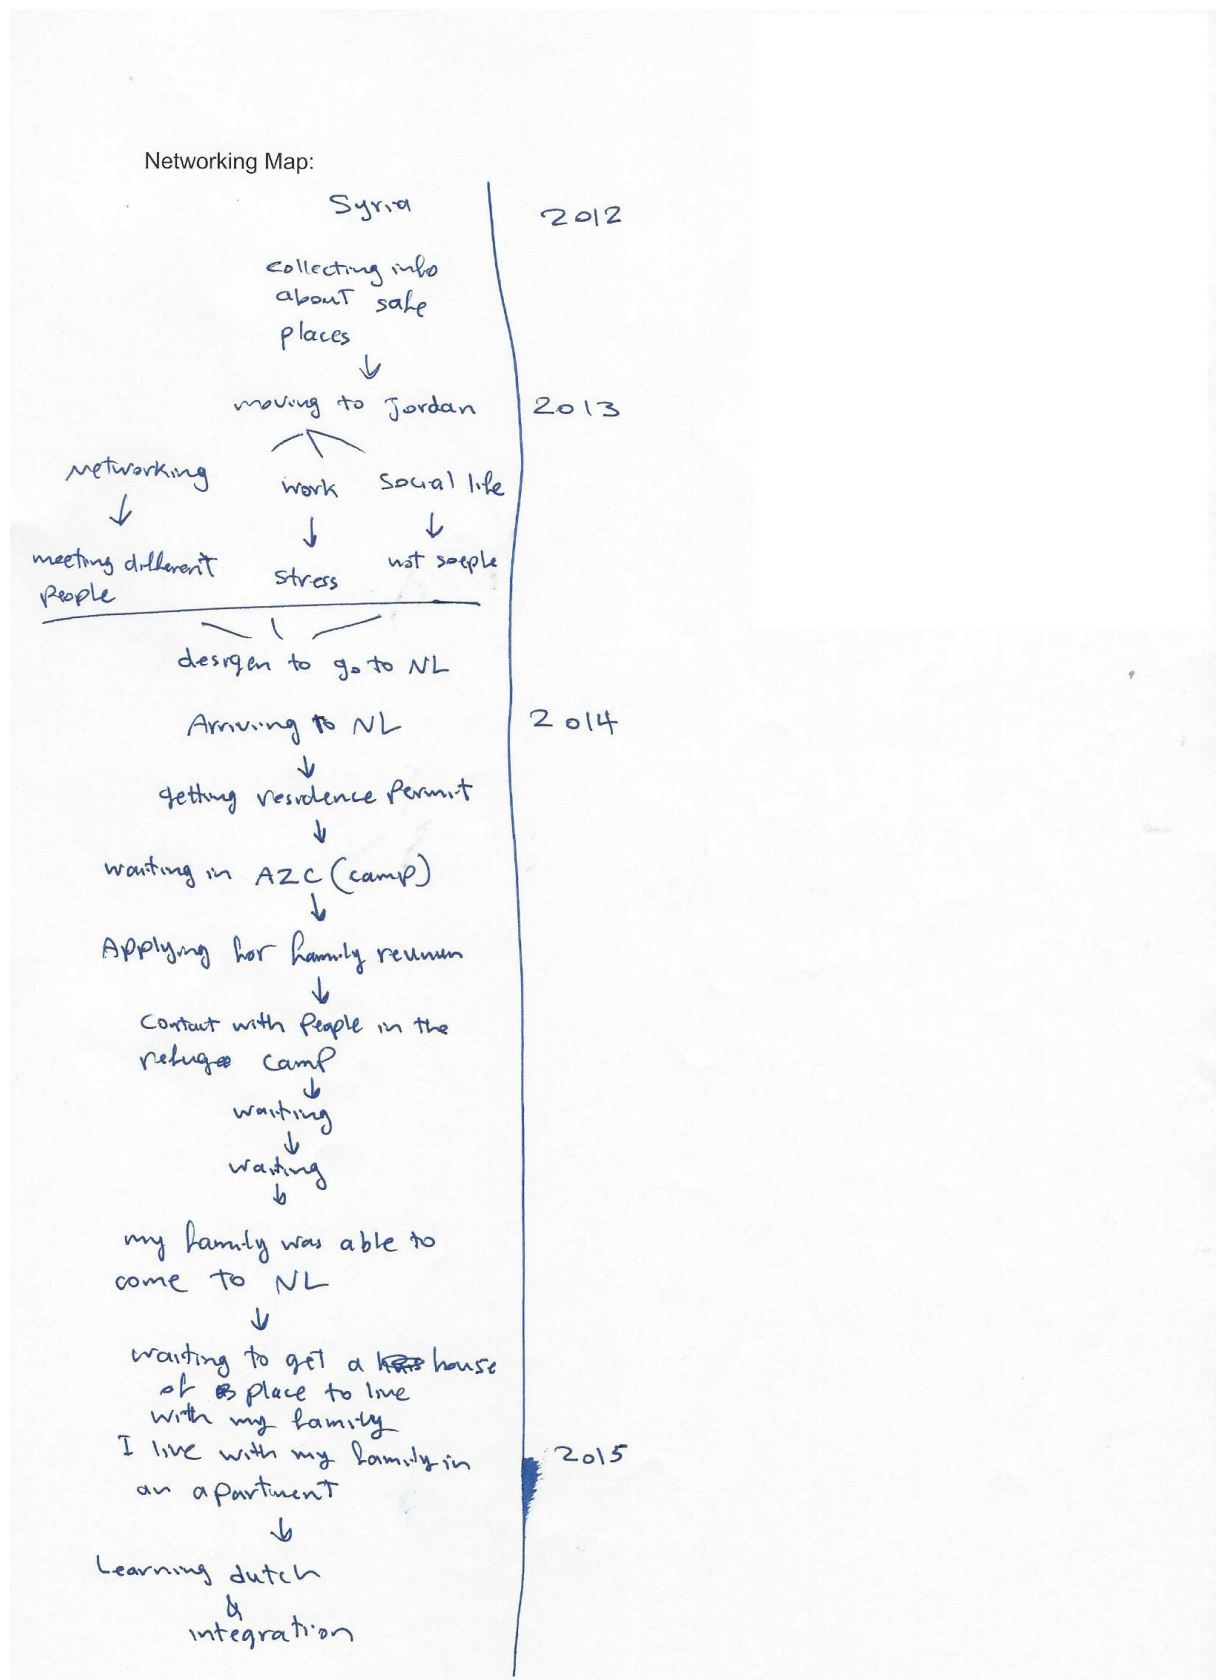 Networking Map:
Syria
2012
collecting info
about safe
places
↓
moving to Jordan
2013
Networking
work
social life
↓ ↓ ↓
meeting different
people
stress
not soeple
desigen to go to NL
Arriving to NL
2014
↓
getting residence permit
↓
waiting in AZC (camp)
↓
Applying for family reunion
↓
Contact with people in the
refuge camp
↓
waiting
↓
waiting
↓
my family was able to
come to NL
↓
waiting to get a house
of place to live
with my family
I live with my family in
2015
an apartment
↓
Learning dutch
&
integration